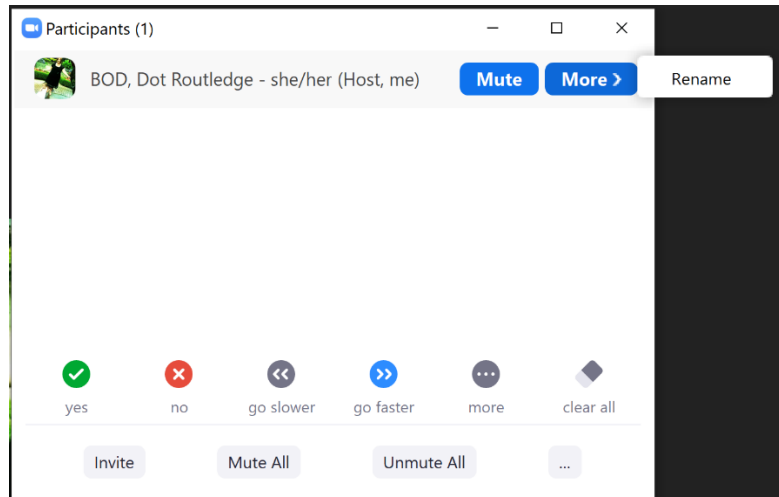 Participants (1)
BOD, Dot Routledge - she/her (Host, me) Mute More > Rename
yes no go slower go faster more clear all
Invite Mute All Unmute All ...